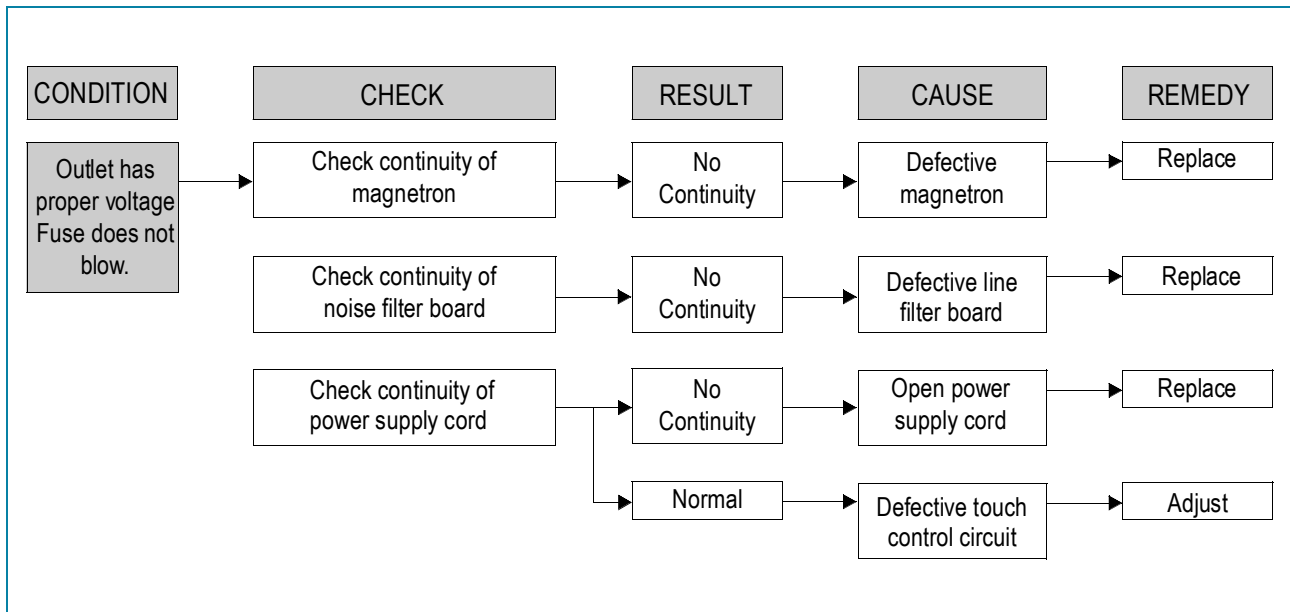 CONDITION
CHECK
RESULT
CAUSE
REMEDY
Outlet has
proper voltage
Fuse does not
blow.
Check continuity of
magnetron
No
Continuity
Defective
magnetron
Replace
Check continuity of
noise filter board
No
Continuity
Defective line
filter board
Replace
Check continuity of
power supply cord
No
Continuity
Open power
supply cord
Replace
Normal
Defective touch
control circuit
Adjust